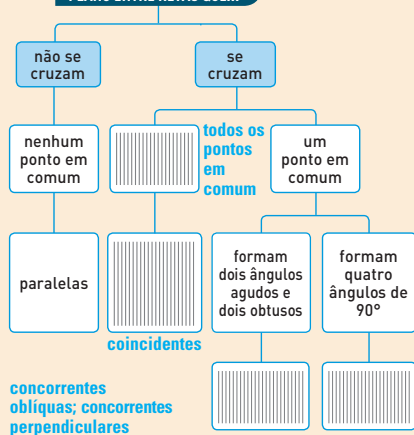 não se
cruzam
se
cruzam
nenhum
ponto em
comum
todos os
pontos
em
comum
um
ponto em
comum
paralelas
coincidentes
formam
dois ângulos
agudos e
dois obtusos
formam
quatro
ângulos de
90°
concorrentes
oblíquas; concorrentes
perpendiculares